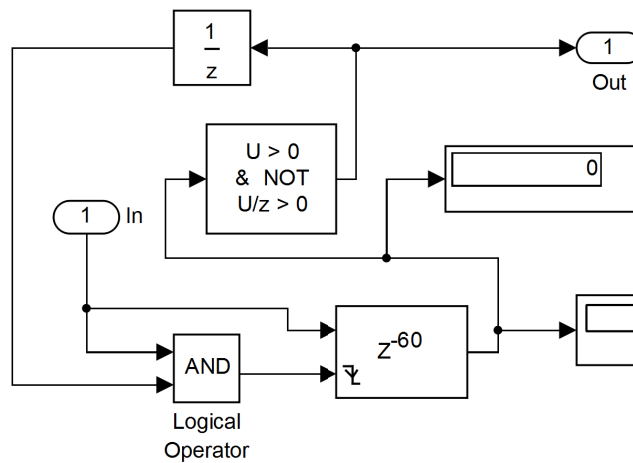 1
z
1
Out
U > 0
& NOT
U/z > 0
0
1
In
z-60
AND
Logical
Operator